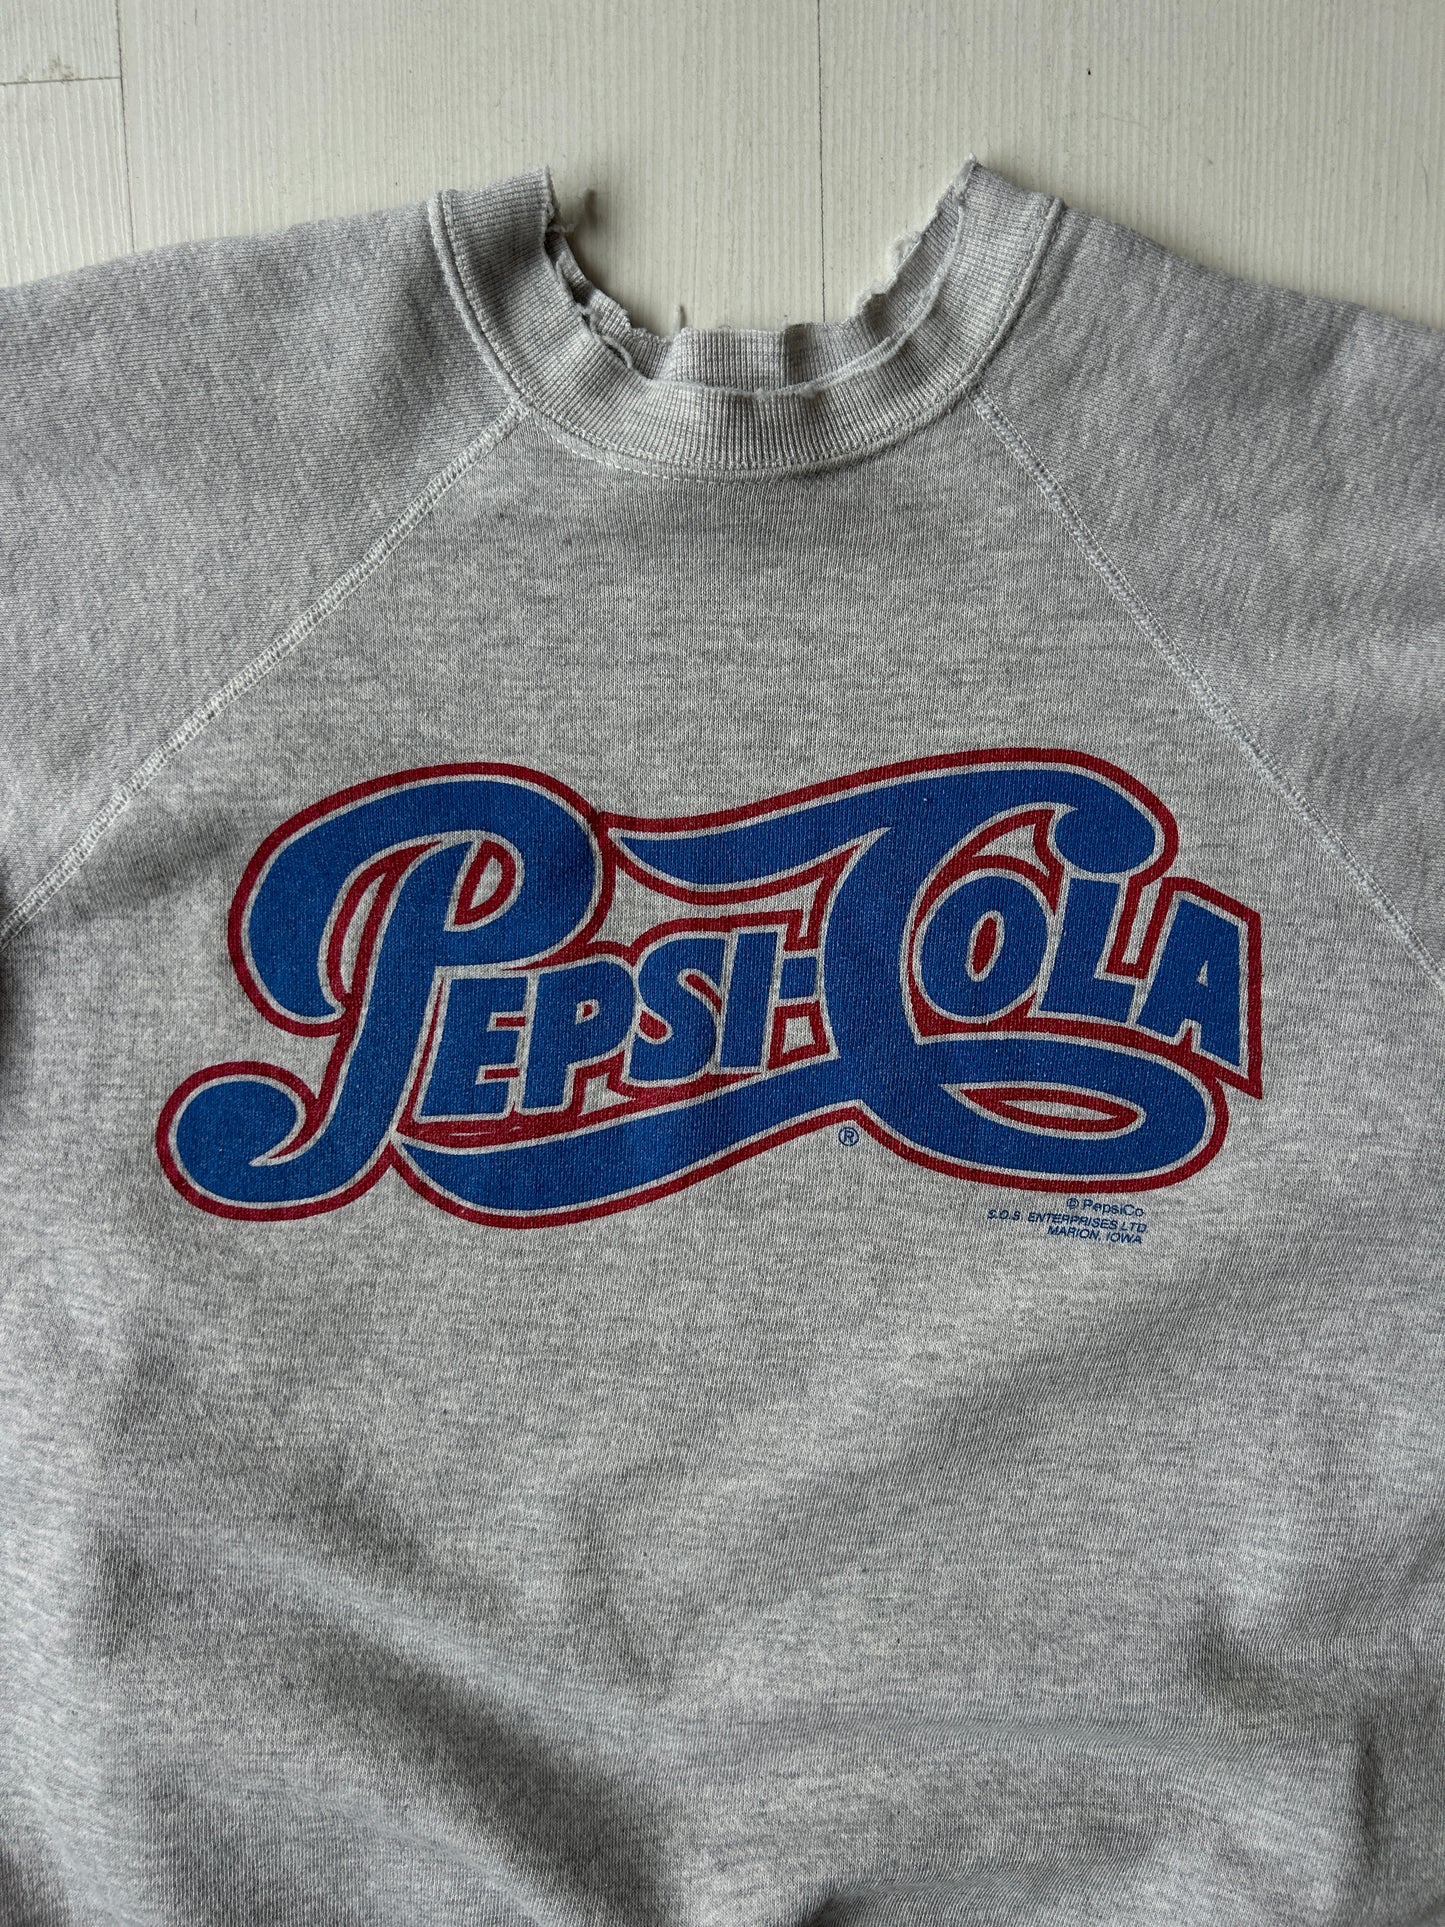 PEPSI:COLA
®
© PepsiCo
S.O.S. ENTERPRISES LTD.
MARION, IOWA